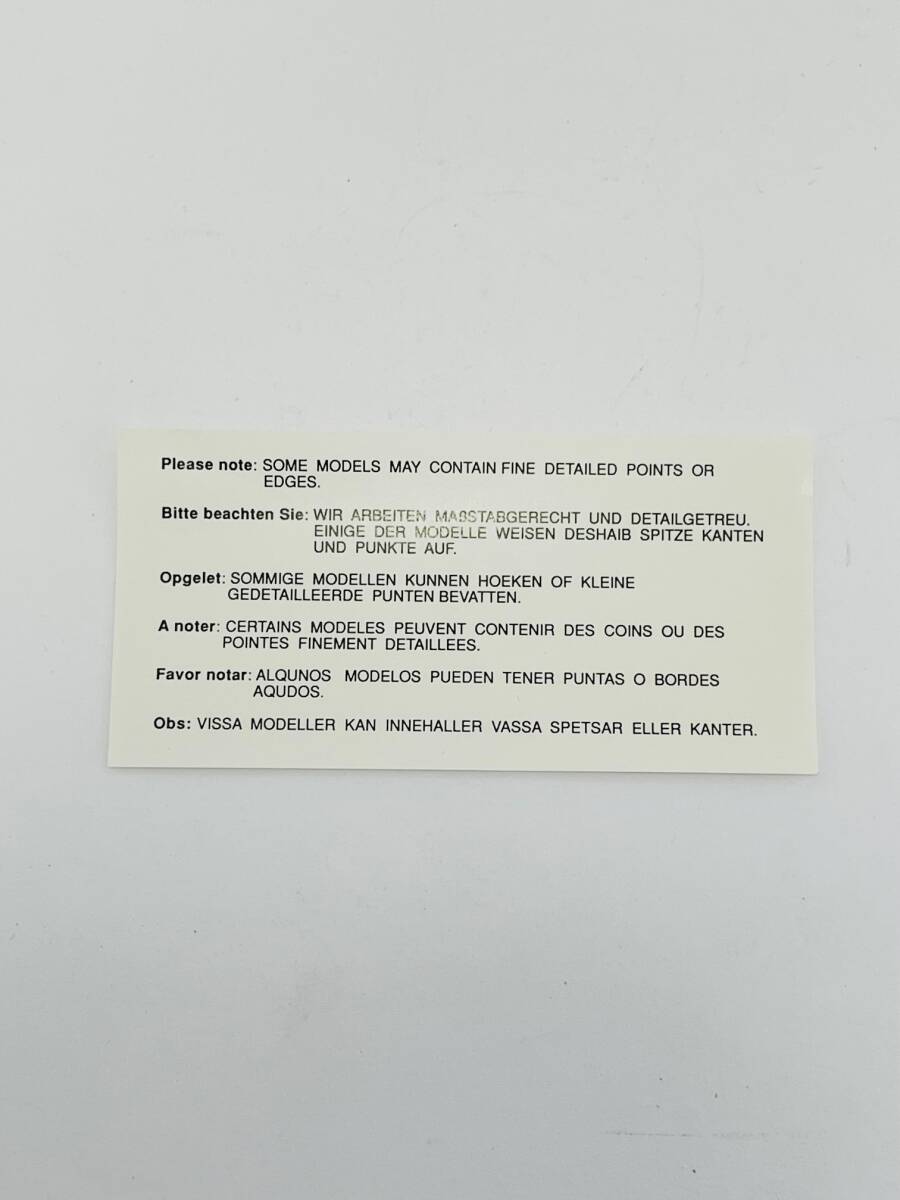 Please note: SOME MODELS MAY CONTAIN FINE DETAILED POINTS OR
EDGES.
Bitte beachten Sie: WIR ARBEITEN MASSTABGERECHT UND DETAILGETREU.
EINIGE DER MODELLE WEISEN DESHAIB SPITZE KANTEN
UND PUNKTE AUF.
Opgelet: SOMMIGE MODELLEN KUNNEN HOEKEN OF KLEINE
GEDETAILLEERDE PUNTEN BEVATTEN.
A noter: CERTAINS MODELES PEUVENT CONTENIR DES COINS OU DES
POINTES FINEMENT DETAILLEES.
Favor notar: ALQUNOS MODELOS PUEDEN TENER PUNTAS O BORDES
AQUDOS.
Obs: VISSA MODELLER KAN INNEHALLER VASSA SPETSAR ELLER KANTER.